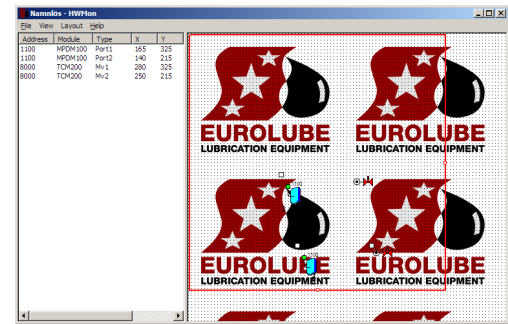 Namnlös - HWMon
File View Layout Help
Address Module Type X Y
1100 MPDM100 Port1 165 325
1100 MPDM100 Port2 140 215
8000 TCM200 Mv1 280 325
8000 TCM200 Mv2 250 215
EUROLUBE EUROLUBE
LUBRICATION EQUIPMENT LUBRICATION EQUIPMENT
EUROLUBE EUROLUBE
LUBRICATION EQUIPMENT LUBRICATION EQUIPMENT